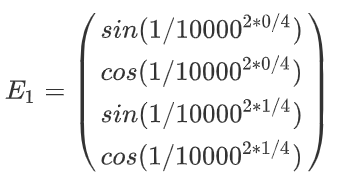 sin(1/10000^{2*0/4})
cos(1/10000^{2*0/4})
E_1 =
sin(1/10000^{2*1/4})
cos(1/10000^{2*1/4})